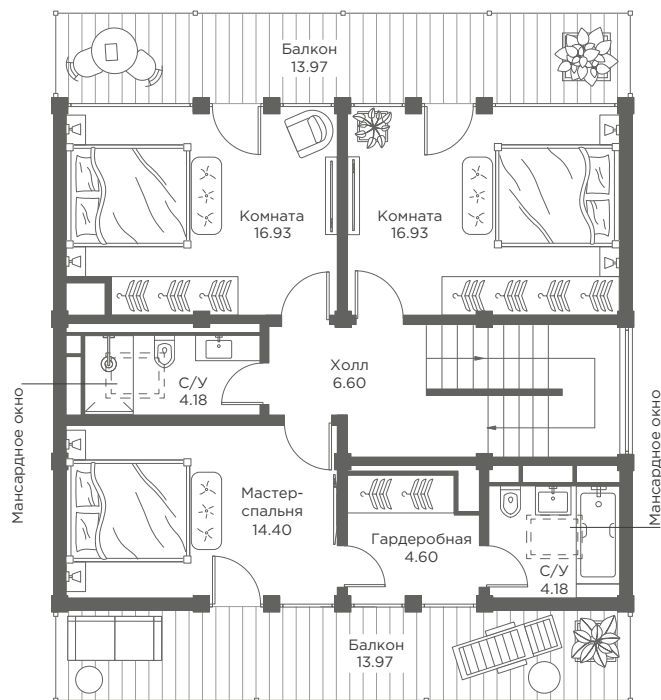 Балкон
13.97
Комната
16.93
Комната
16.93
Холл
6.60
С/У
4.18
Мансардное окно
Мансардное окно
Мастер-
спальня
14.40
Гардеробная
4.60
С/У
4.18
Балкон
13.97